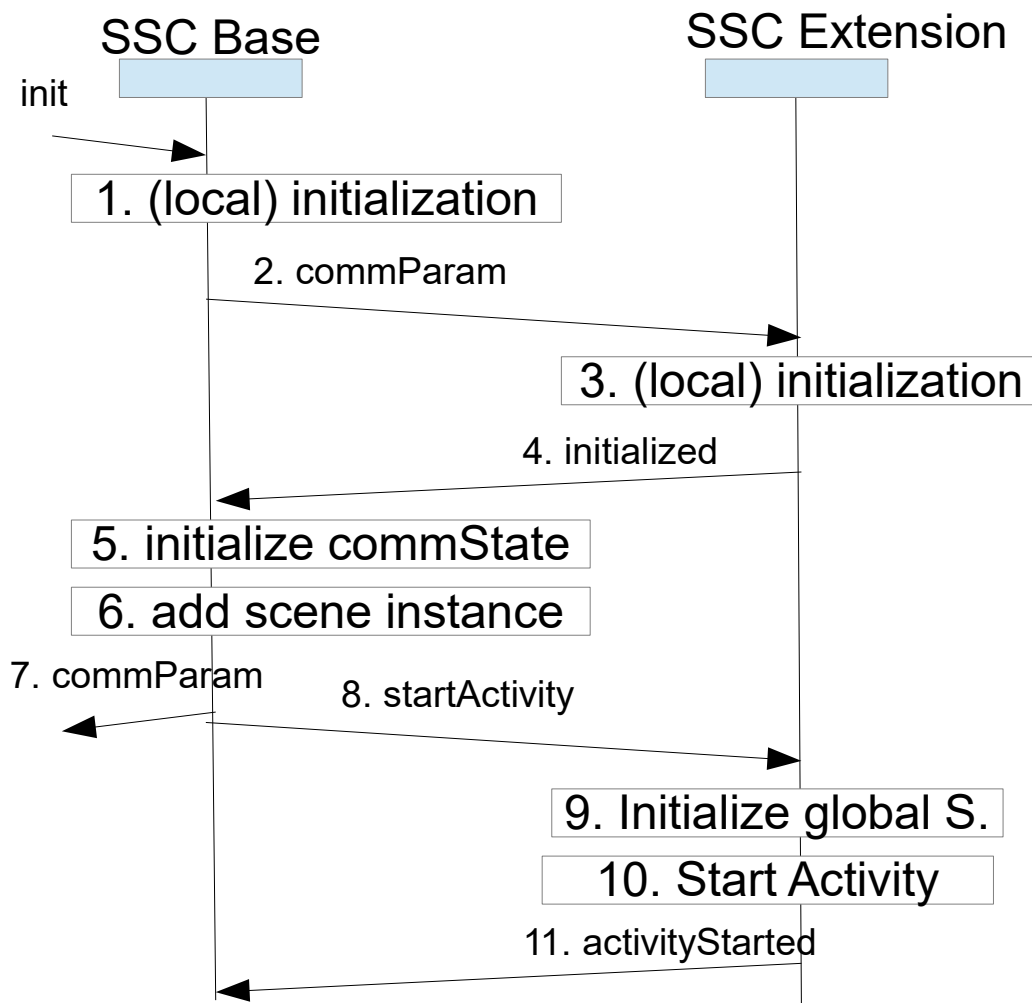 SSC Base
SSC Extension
init
1. (local) initialization
2. commParam
3. (local) initialization
4. initialized
5. initialize commState
6. add scene instance
7. commParam
8. startActivity
9. Initialize global S.
10. Start Activity
11. activityStarted